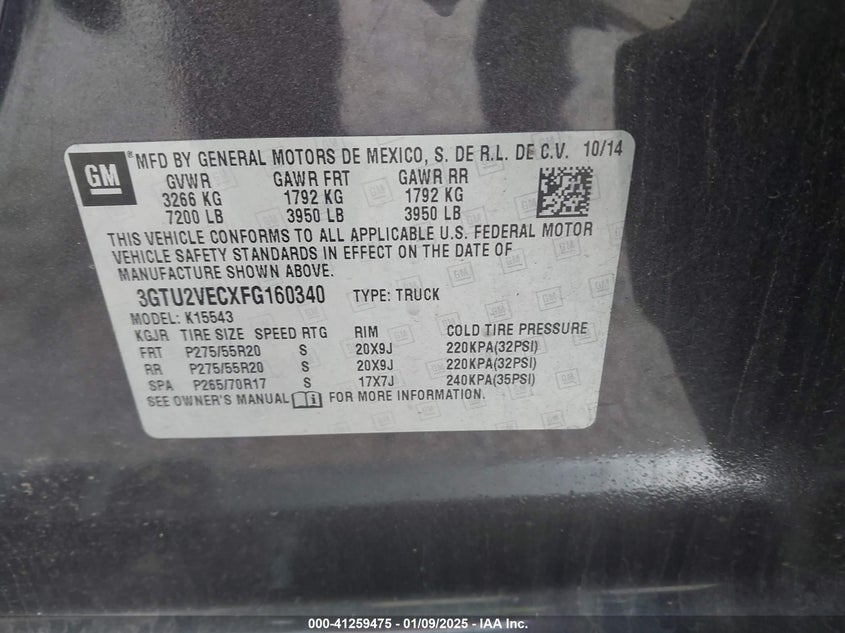 GM ® MFD BY GENERAL MOTORS DE MEXICO, S. DE R.L. DE C.V. 10/14
GVWR GAWR FRT GAWR RR
3266 KG 1792 KG 1792 KG
7200 LB 3950 LB 3950 LB
THIS VEHICLE CONFORMS TO ALL APPLICABLE U.S. FEDERAL MOTOR
VEHICLE SAFETY STANDARDS IN EFFECT ON THE DATE OF
MANUFACTURE SHOWN ABOVE.
3GTU2VECXFG160340 TYPE: TRUCK
MODEL: K15543
KGJR TIRE SIZE SPEED RTG RIM COLD TIRE PRESSURE
FRT P275/55R20 S 20X9J 220KPA(32PSI)
RR P275/55R20 S 20X9J 220KPA(32PSI)
SPA P265/70R17 S 17X7J 240KPA(35PSI)
SEE OWNER'S MANUAL i FOR MORE INFORMATION.
000-41259475 — 01/09/2025 — IAA Inc.